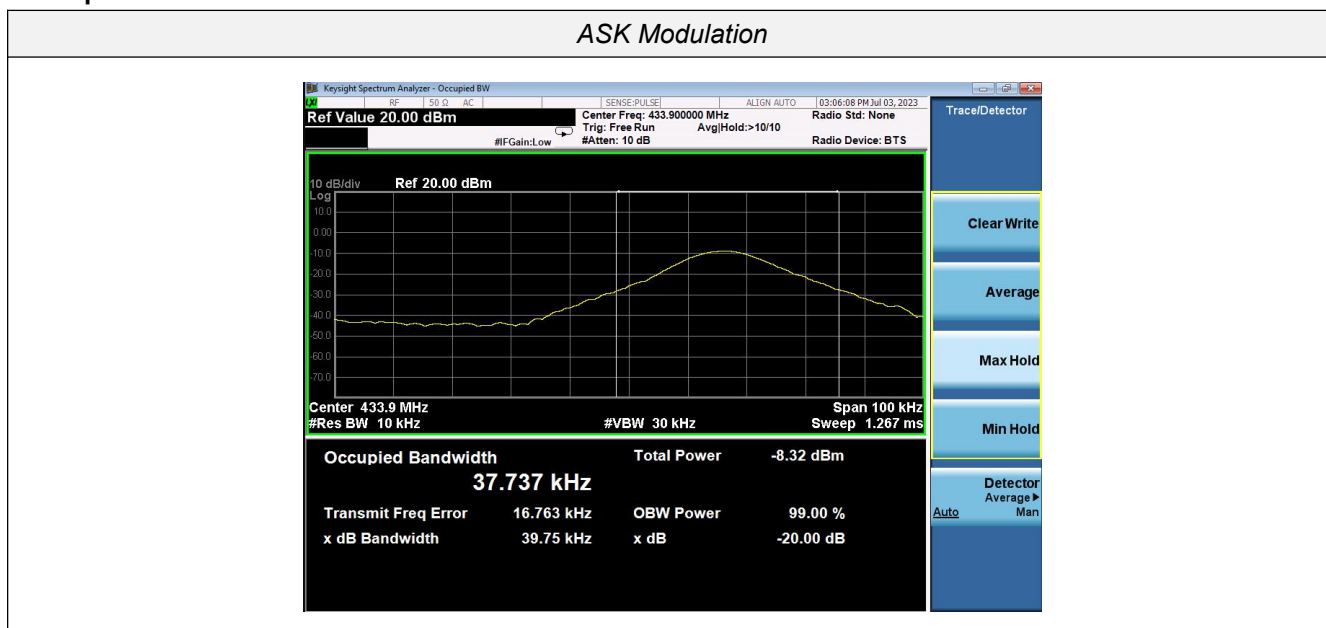 ASK Modulation
Keysight Spectrum Analyzer - Occupied BW
LXI RF 50 Ω AC SENSE:PULSE ALIGN AUTO 03:06:08 PM Jul 03, 2023
Ref Value 20.00 dBm Center Freq: 433.900000 MHz Radio Std: None
Trig: Free Run Avg|Hold:>10/10
#IFGain:Low #Atten: 10 dB Radio Device: BTS
10 dB/div Ref 20.00 dBm
Log
10.0
0.00
-10.0
-20.0
-30.0
-40.0
-50.0
-60.0
-70.0
Center 433.9 MHz Span 100 kHz
#Res BW 10 kHz #VBW 30 kHz Sweep 1.267 ms
Occupied Bandwidth Total Power -8.32 dBm
37.737 kHz
Transmit Freq Error 16.763 kHz OBW Power 99.00 %
x dB Bandwidth 39.75 kHz x dB -20.00 dB
Trace/Detector
Clear Write
Average
Max Hold
Min Hold
Detector
Average
Auto Man